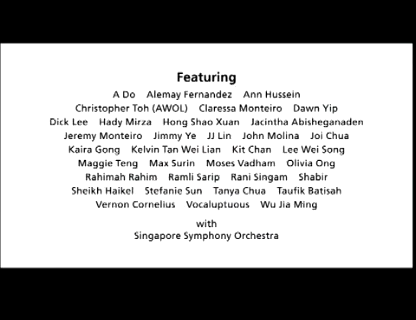 Featuring
A Do Alemay Fernandez Ann Hussein
Christopher Toh (AWOL) Claressa Monteiro Dawn Yip
Dick Lee Hady Mirza Hong Shao Xuan Jacintha Abisheganaden
Jeremy Monteiro Jimmy Ye JJ Lin John Molina Joi Chua
Kaira Gong Kelvin Tan Wei Lian Kit Chan Lee Wei Song
Maggie Teng Max Surin Moses Vadham Olivia Ong
Rahimah Rahim Ramli Sarip Rani Singam Shabir
Sheikh Haikel Stefanie Sun Tanya Chua Taufik Batisah
Vernon Cornelius Vocaluptuous Wu Jia Ming
with
Singapore Symphony Orchestra